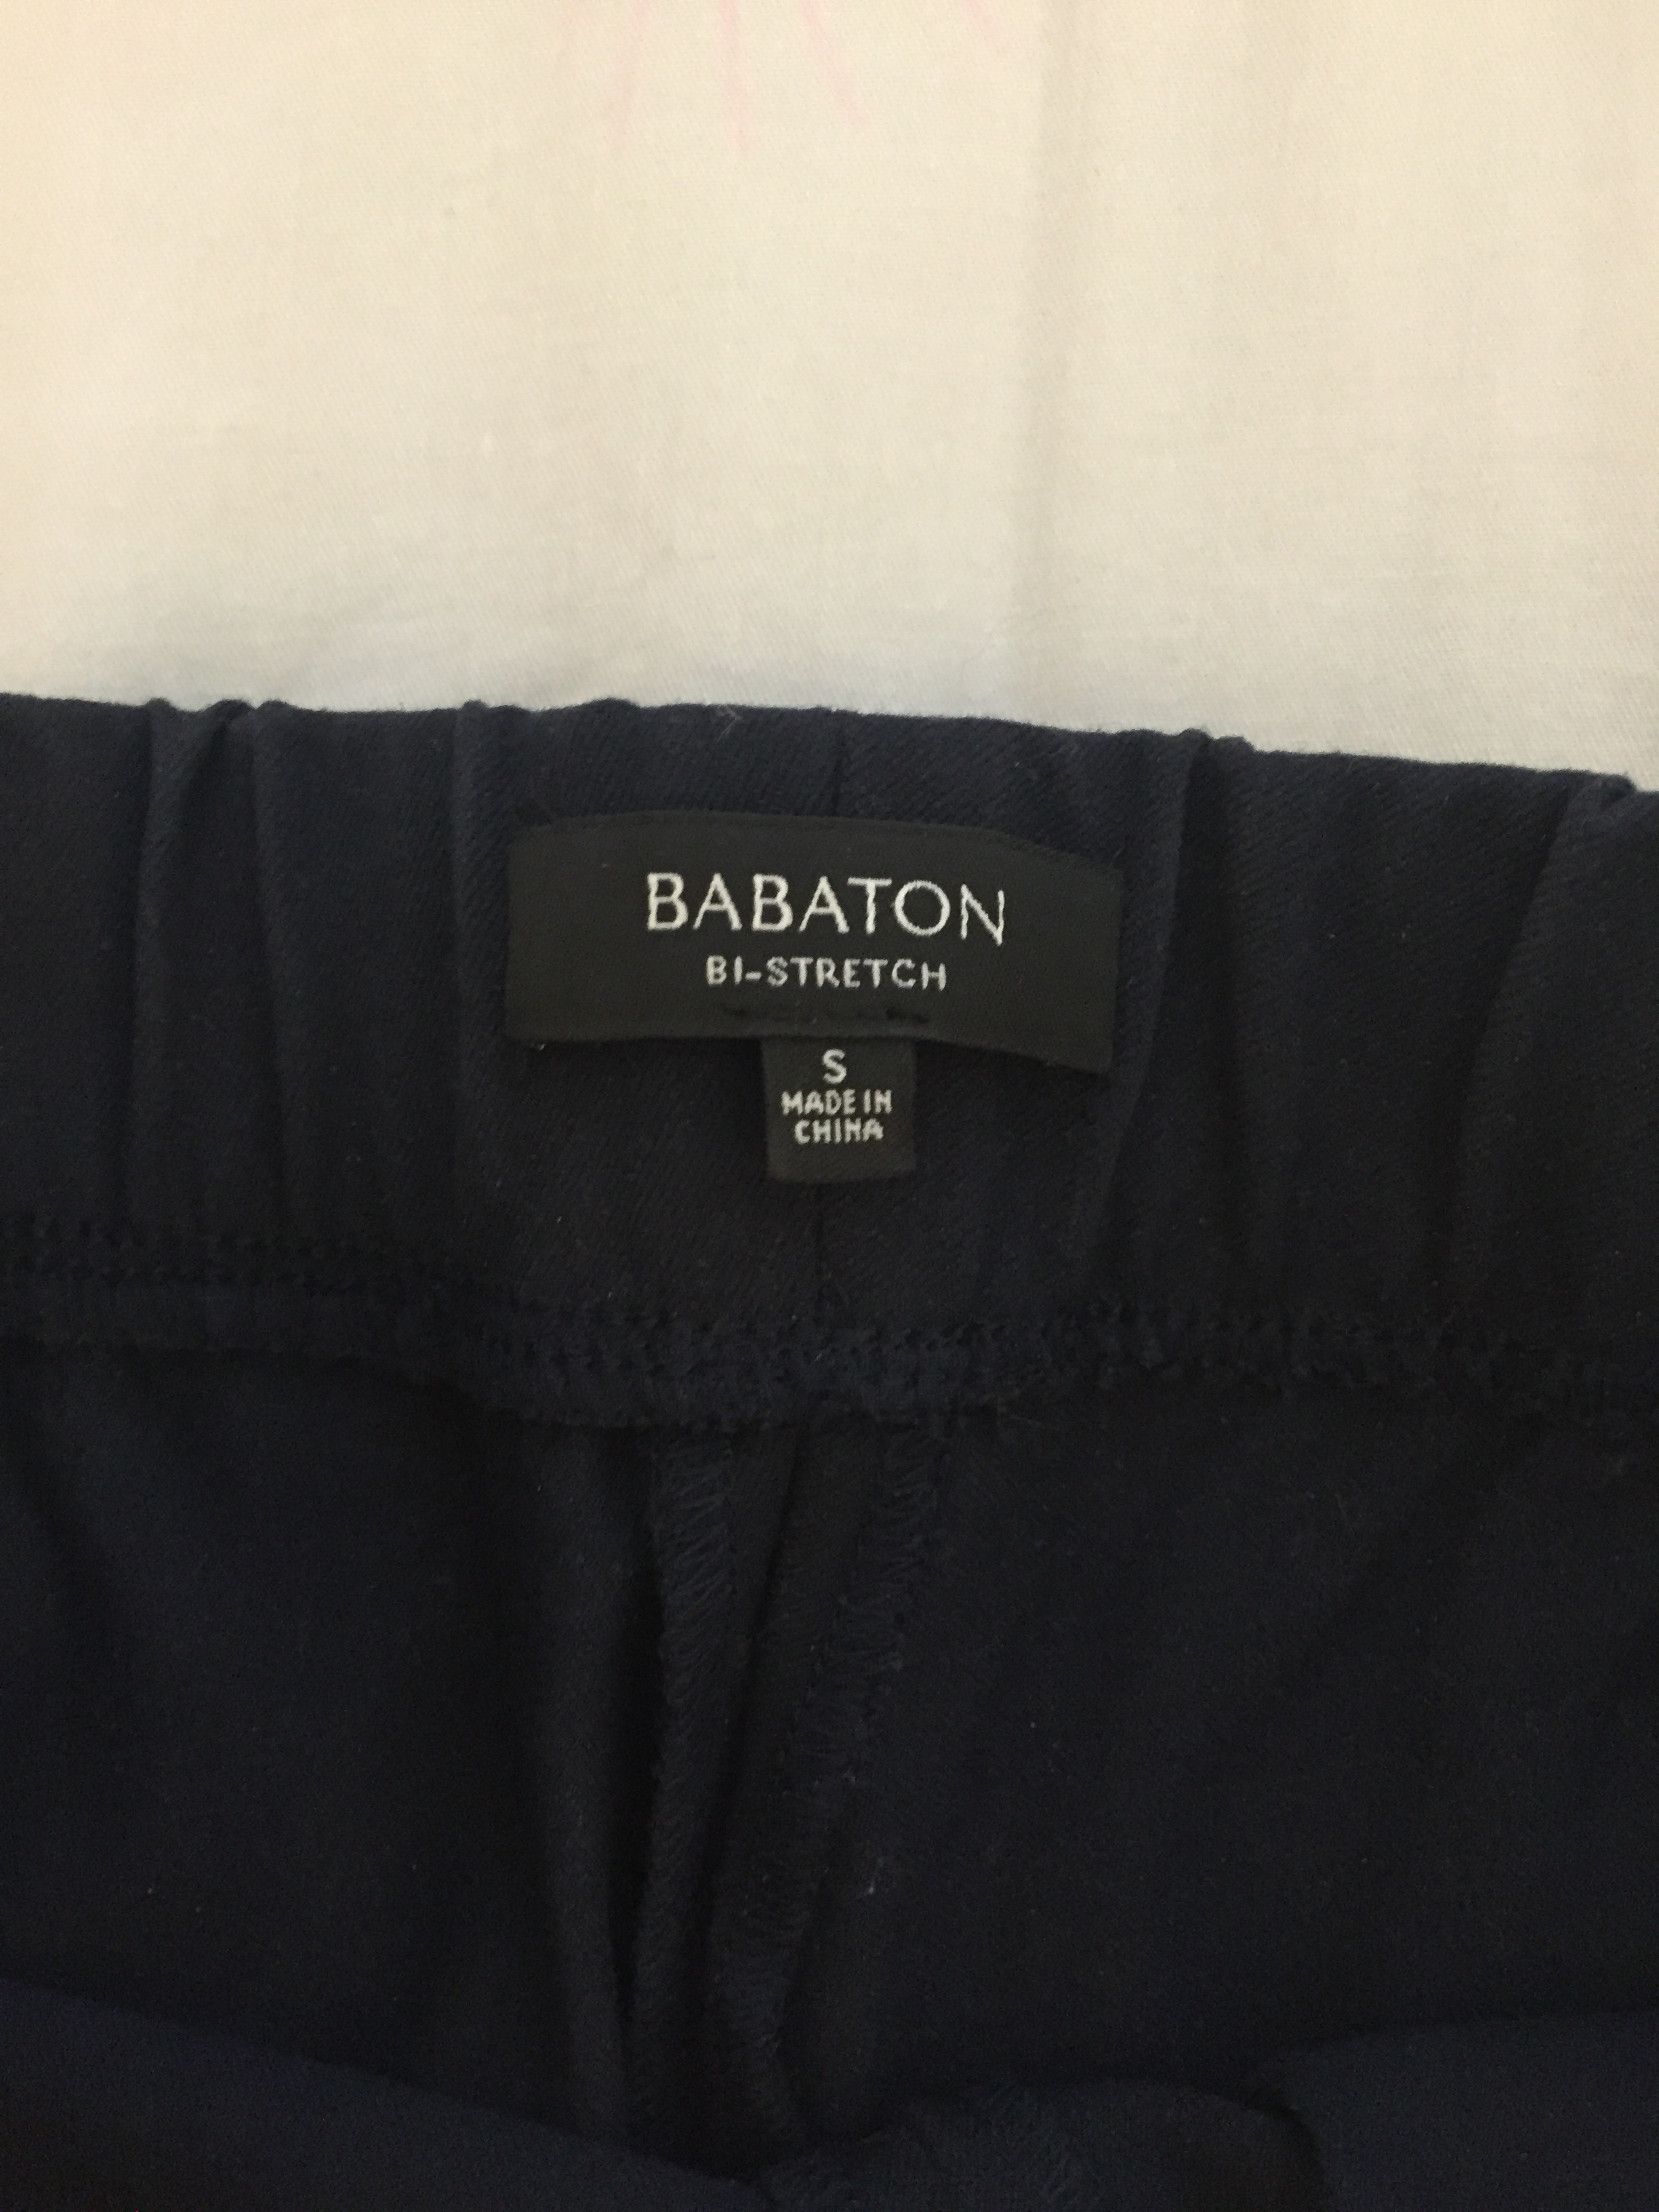 BABATON
BI-STRETCH
S
MADE IN
CHINA